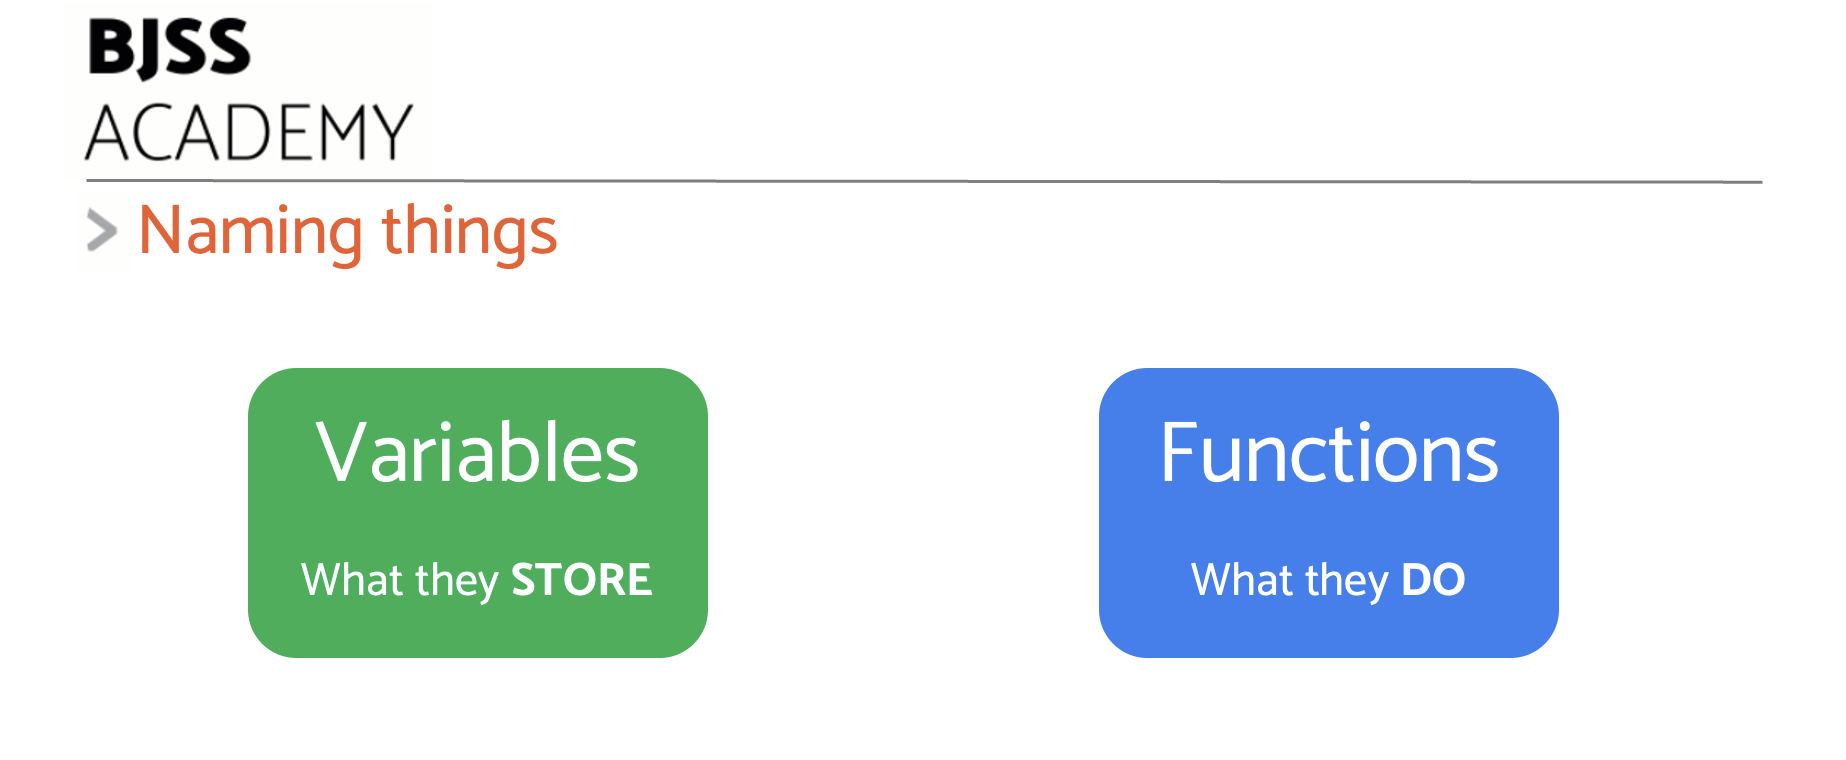 BJSS
ACADEMY
> Naming things
Variables
What they STORE
Functions
What they DO